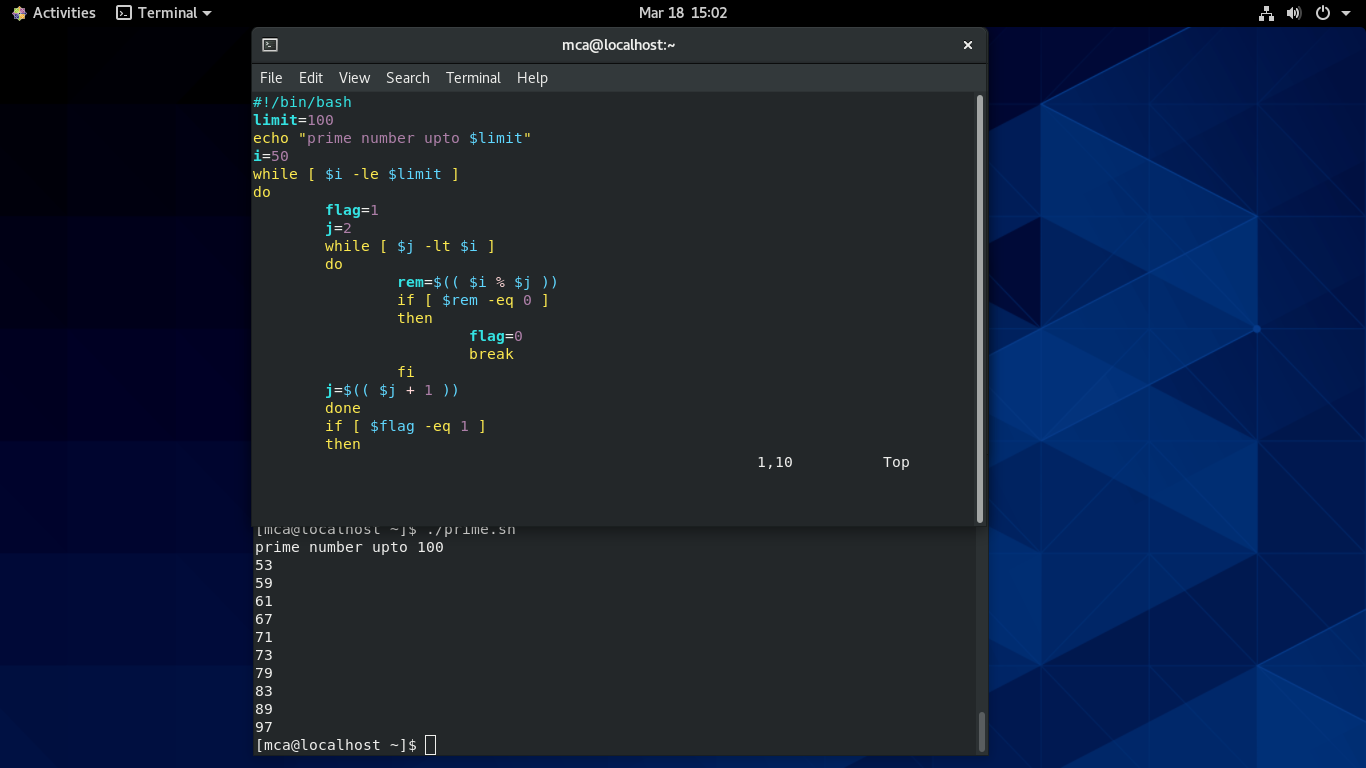 Activities Terminal Mar 18 15:02
mca@localhost:~
File Edit View Search Terminal Help
#!/bin/bash
limit=100
echo "prime number upto $limit"
i=50
while [ $i -le $limit ]
do
flag=1
j=2
while [ $j -lt $i ]
do
rem=$(( $i % $j ))
if [ $rem -eq 0 ]
then
flag=0
break
fi
j=$(( $j + 1 ))
done
if [ $flag -eq 1 ]
then
1,10 Top
[mca@localhost ~]$ ./prime.sh
prime number upto 100
53
59
61
67
71
73
79
83
89
97
[mca@localhost ~]$